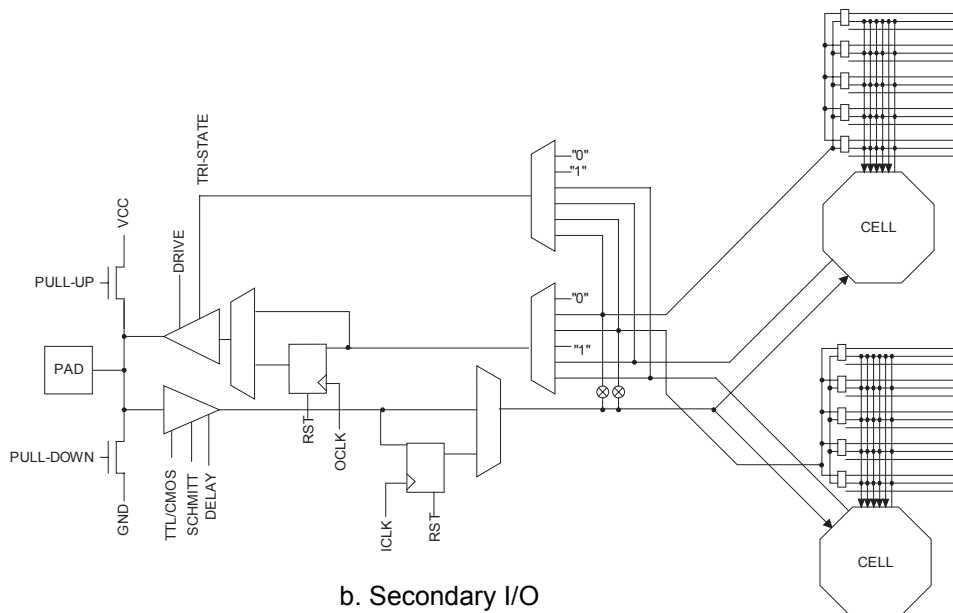 "0"
"1"
TRI-STATE
VCC
DRIVE
CELL
PULL-UP
"0"
"1"
PAD
RST
OCLK
PULL-DOWN
GND
TTL/CMOS
SCHMITT
DELAY
ICLK
RST
CELL
b. Secondary I/O